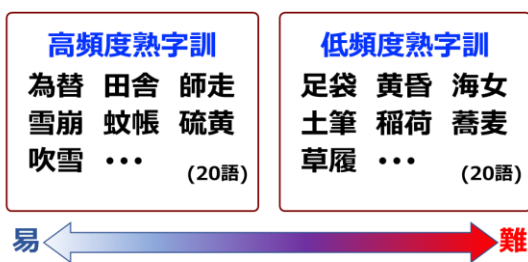 高頻度熟字訓
為替 田舎 師走
雪崩 蚊帳 硫黄
吹雪 ･･･ (20語)
低頻度熟字訓
足袋 黄昏 海女
土筆 稲荷 蕎麦
草履 ･･･ (20語)
易 難